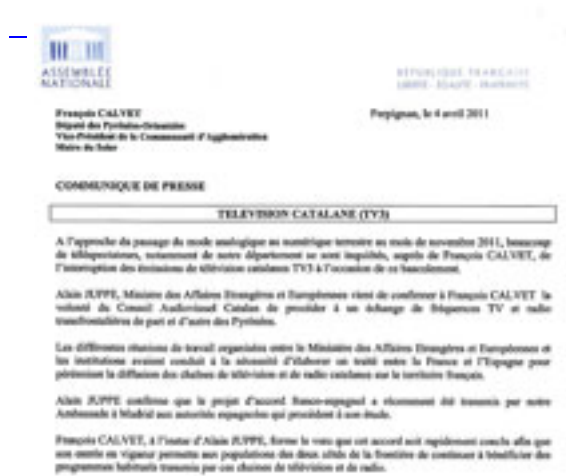 ASSEMBLÉE
NATIONALE
RÉPUBLIQUE FRANÇAISE
LIBERTÉ - ÉGALITÉ - FRATERNITÉ
François CALVET
Député des Pyrénées-Orientales
Vice-Président de la Communauté d'Agglomération
Maire du Soler
Perpignan, le 4 avril 2011
COMMUNIQUE DE PRESSE
TELEVISION CATALANE (TV3)
A l'approche du passage du mode analogique au numérique terrestre au mois de novembre 2011, beaucoup
de téléspectateurs, notamment de notre département se sont inquiétés, auprès de François CALVET, de
l'interruption des émissions de télévision catalanes TV3 à l'occasion de ce basculement.
Alain JUPPE, Ministre des Affaires Etrangères et Européennes vient de confirmer à François CALVET la
volonté du Conseil Audiovisuel Catalan de procéder à un échange de fréquences TV et radio
transfrontalières de part et d'autre des Pyrénées.
Les différentes réunions de travail organisées entre le Ministère des Affaires Etrangères et Européennes et
les institutions avaient conduit à la nécessité d'élaborer un traité entre la France et l'Espagne pour
pérenniser la diffusion des chaînes de télévision et de radio catalanes sur le territoire français.
Alain JUPPE confirme que le projet d'accord franco-espagnol a récemment été transmis par notre
Ambassade à Madrid aux autorités espagnoles qui procèdent à son étude.
François CALVET, à l'instar d'Alain JUPPE, forme le vœu que cet accord soit rapidement conclu afin que
son entrée en vigueur permette aux populations des deux côtés de la frontière de continuer à bénéficier des
programmes habituels transmis par ces chaînes de télévision et de radio.